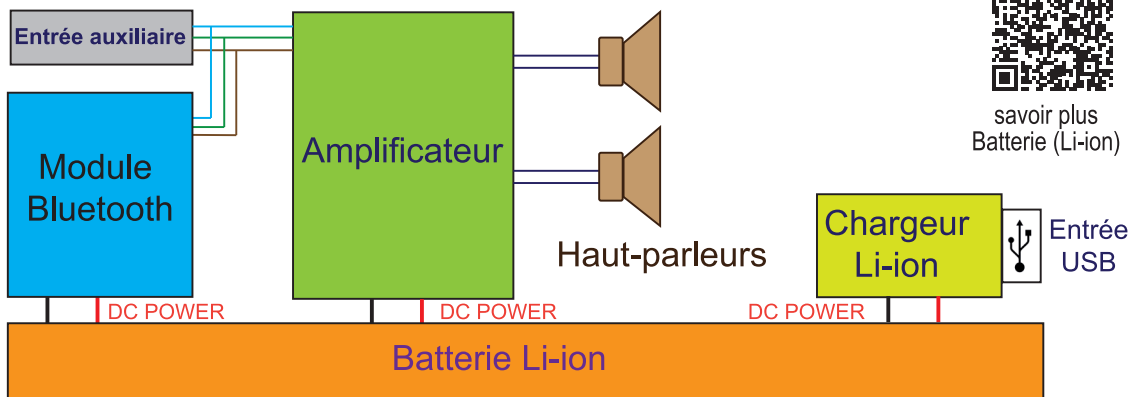 Entrée auxiliaire
Module
Bluetooth
Amplificateur
Haut-parleurs
savoir plus
Batterie (Li-ion)
Chargeur
Li-ion
Entrée
USB
DC POWER
DC POWER
DC POWER
Batterie Li-ion